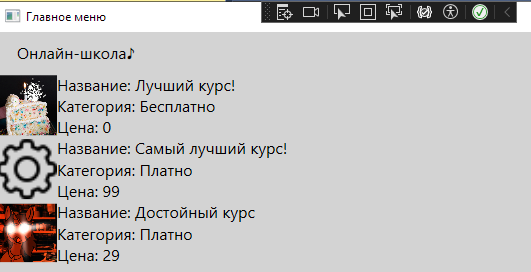 Главное меню
Онлайн-школа♪
Название: Лучший курс!
Категория: Бесплатно
Цена: 0
Название: Самый лучший курс!
Категория: Платно
Цена: 99
Название: Достойный курс
Категория: Платно
Цена: 29